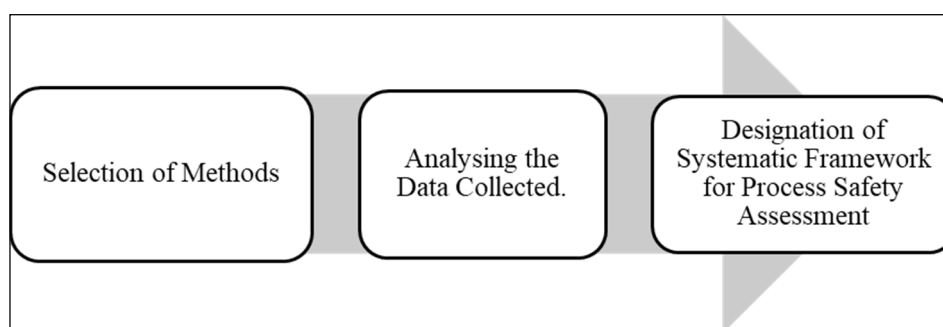 Selection of Methods
Analysing the
Data Collected.
Designation of
Systematic Framework
for Process Safety
Assessment